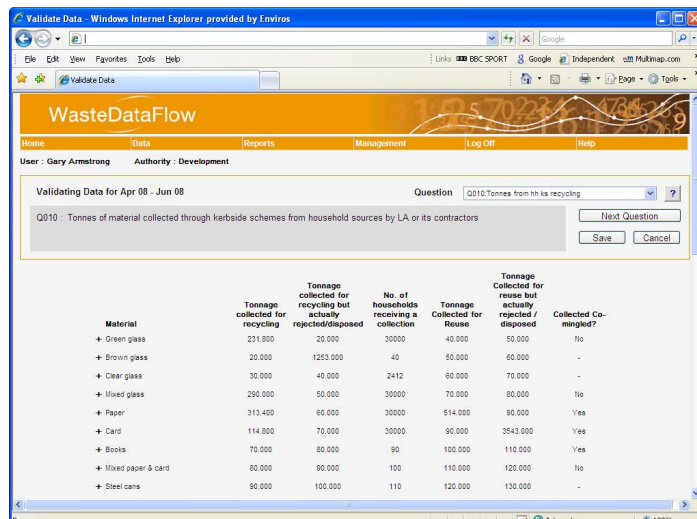 Validate Data - Windows Internet Explorer provided by Enviros
Google
File Edit View Favorites Tools Help
Links BBC SPORT Google Independent Multimap.com
Validate Data
Page Tools
WasteDataFlow
Home Data Reports Management Log Off Help
User : Gary Armstrong Authority : Development
Validating Data for Apr 08 - Jun 08 Question Q010:Tonnes from hh ks recycling ?
Q010 : Tonnes of material collected through kerbside schemes from household sources by LA or its contractors
Next Question
Save Cancel
Material
Tonnage collected for recycling
Tonnage collected for recycling but actually rejected/disposed
No. of households receiving a collection
Tonnage Collected for Reuse
Tonnage Collected for reuse but actually rejected / disposed
Collected Co-mingled?
+ Green glass 231.800 20.000 30000 40.000 50.000 No
+ Brown glass 20.000 1253.000 40 50.000 60.000 -
+ Clear glass 30.000 40.000 2412 60.000 70.000 -
+ Mixed glass 290.000 50.000 30000 70.000 80.000 No
+ Paper 313.400 60.000 30000 514.000 90.000 Yes
+ Card 114.800 70.000 30000 90.000 3543.000 Yes
+ Books 70.000 80.000 90 100.000 110.000 Yes
+ Mixed paper & card 80.000 90.000 100 110.000 120.000 No
+ Steel cans 90.000 100.000 110 120.000 130.000 -